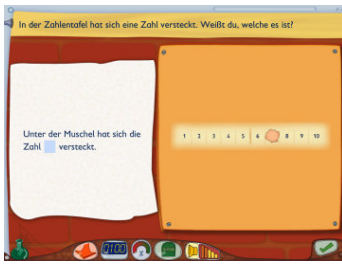 In der Zahlentafel hat sich eine Zahl versteckt. Weißt du, welche es ist?
Unter der Muschel hat sich die
Zahl versteckt.
1 2 3 4 5 6 8 9 10